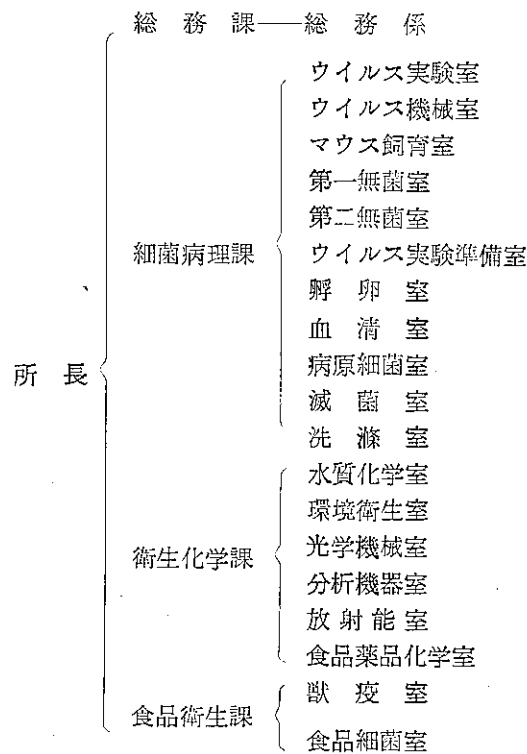 総務課――総務係
ウイルス実験室
ウイルス機械室
マウス飼育室
第一無菌室
第二無菌室
細菌病理課
ウイルス実験準備室
孵卵室
血清室
所長
病原細菌室
滅菌室
洗滌室
水質化学室
環境衛生室
衛生化学課
光学機械室
分析機器室
放射能室
食品薬品化学室
獣疫室
食品衛生課
食品細菌室